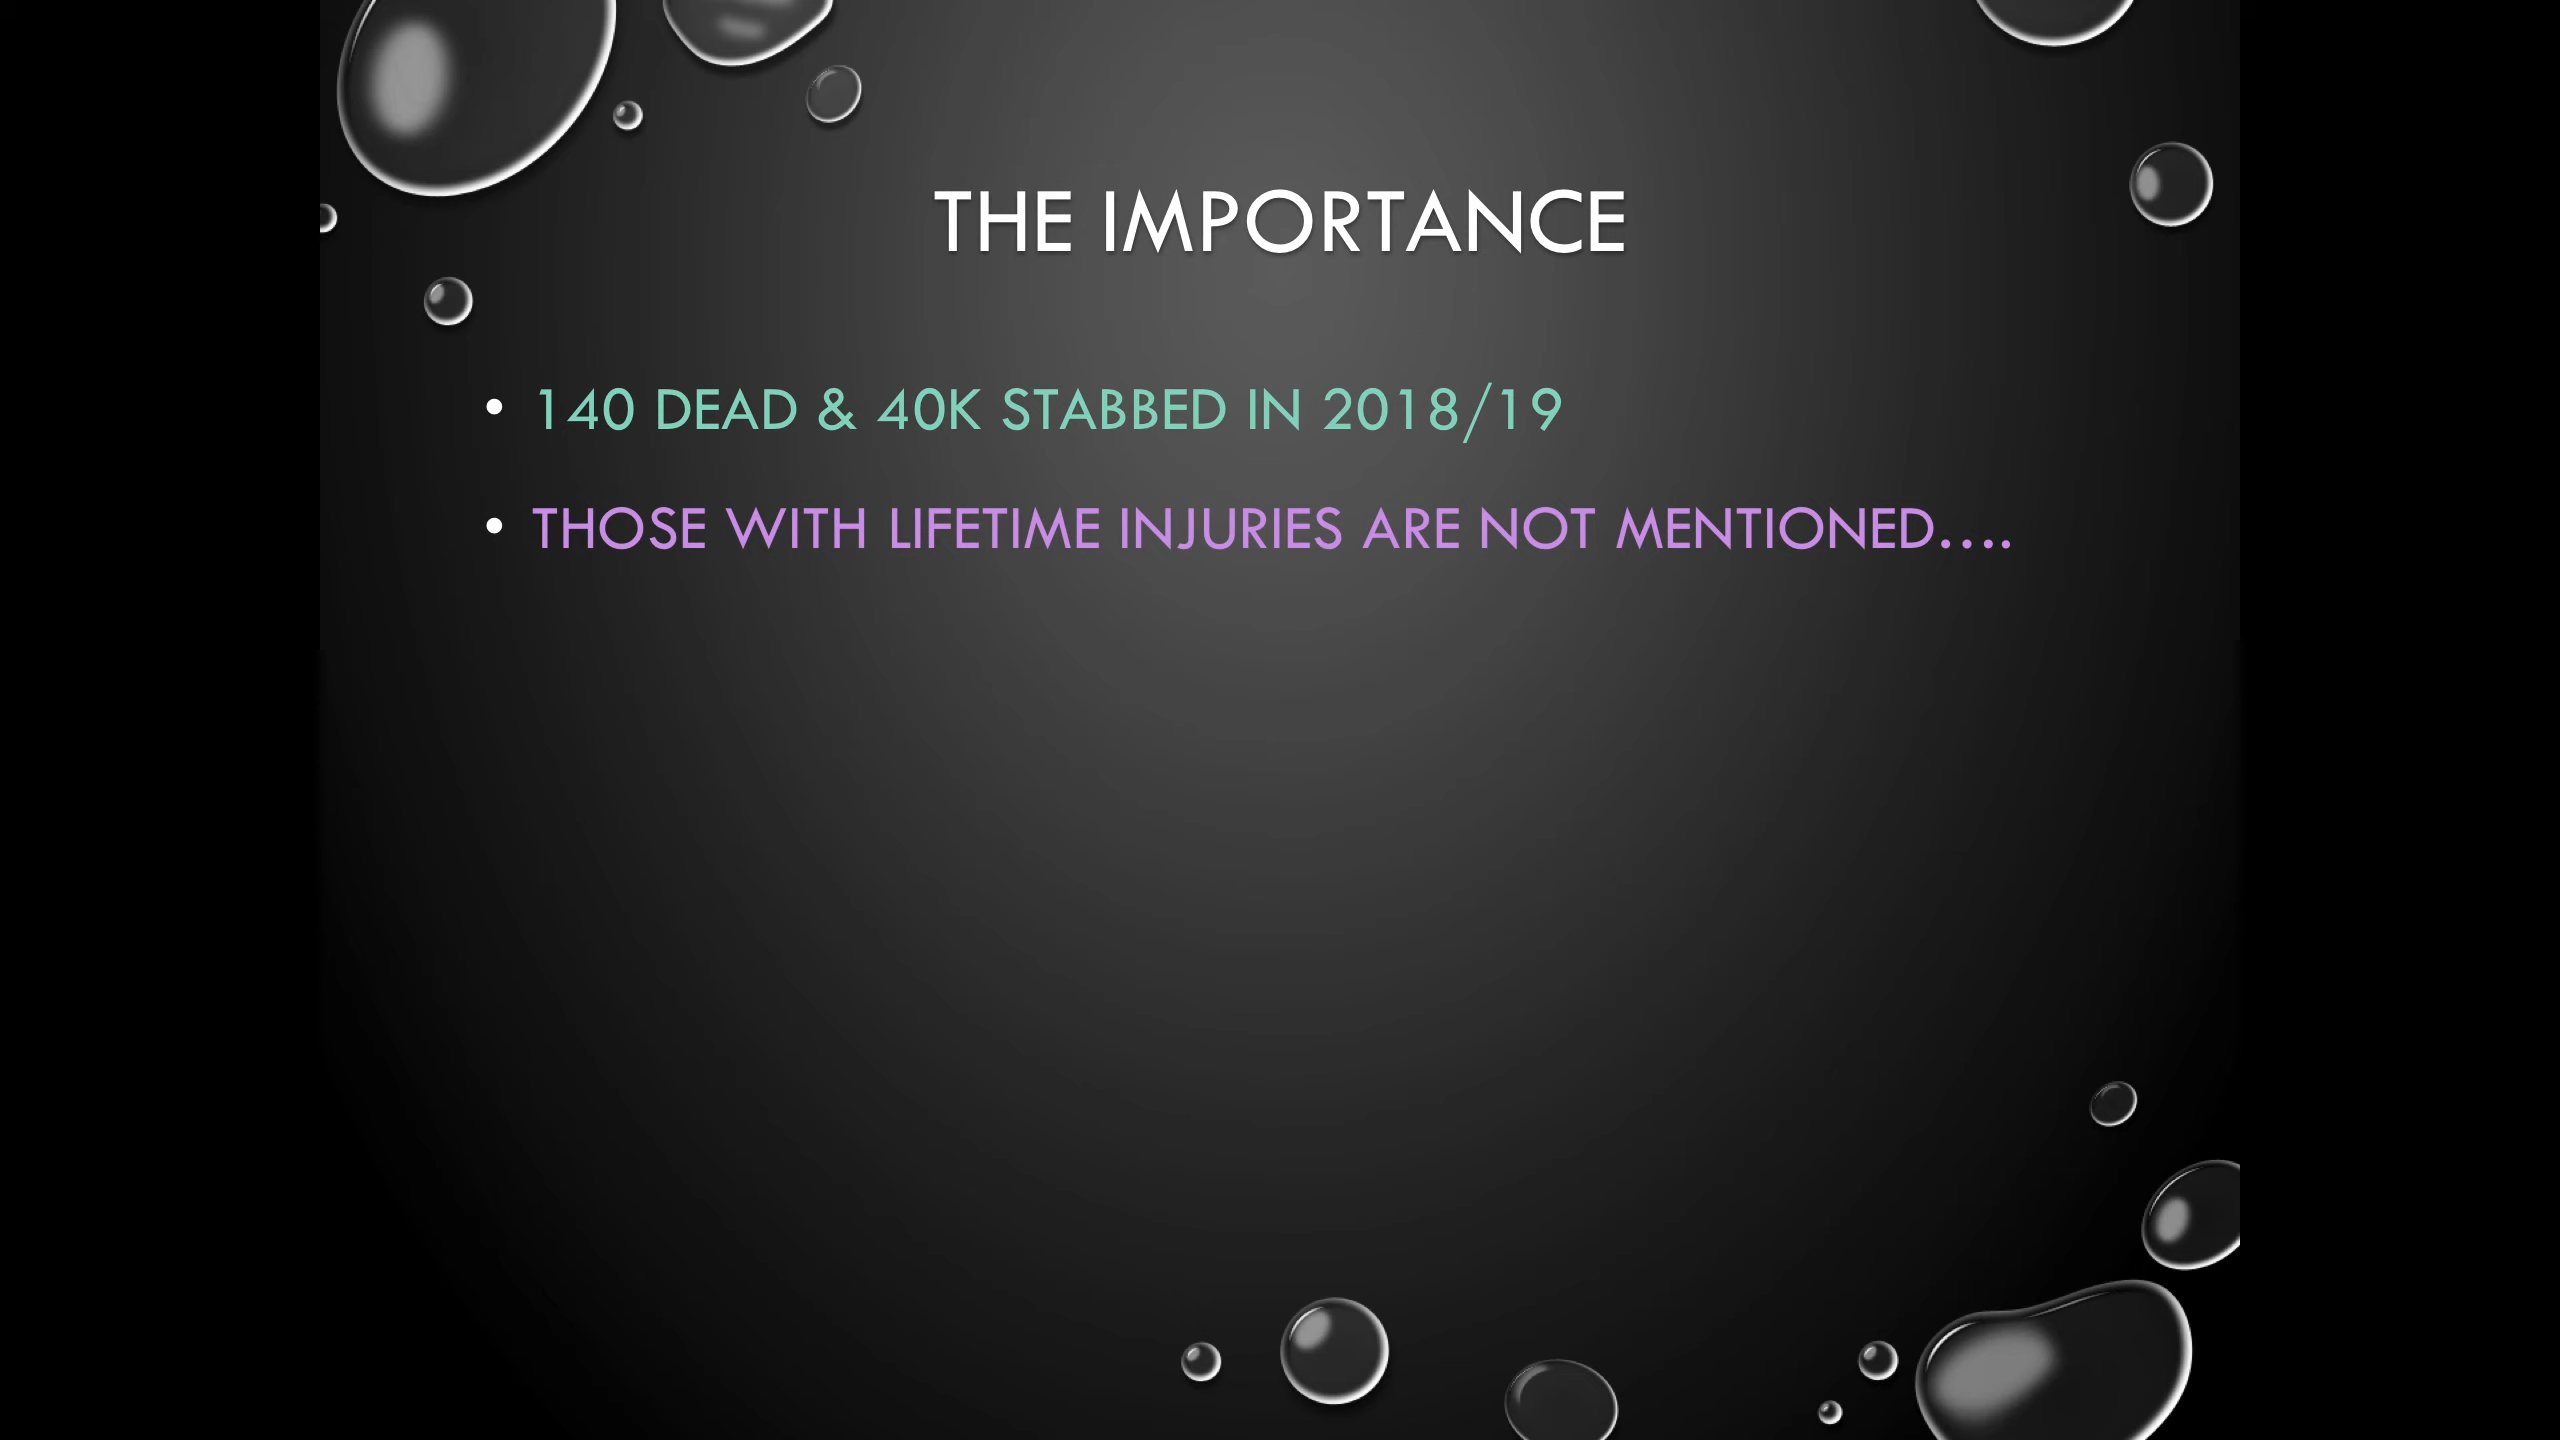 THE IMPORTANCE
• 140 DEAD & 40K STABBED IN 2018/19
• THOSE WITH LIFETIME INJURIES ARE NOT MENTIONED....